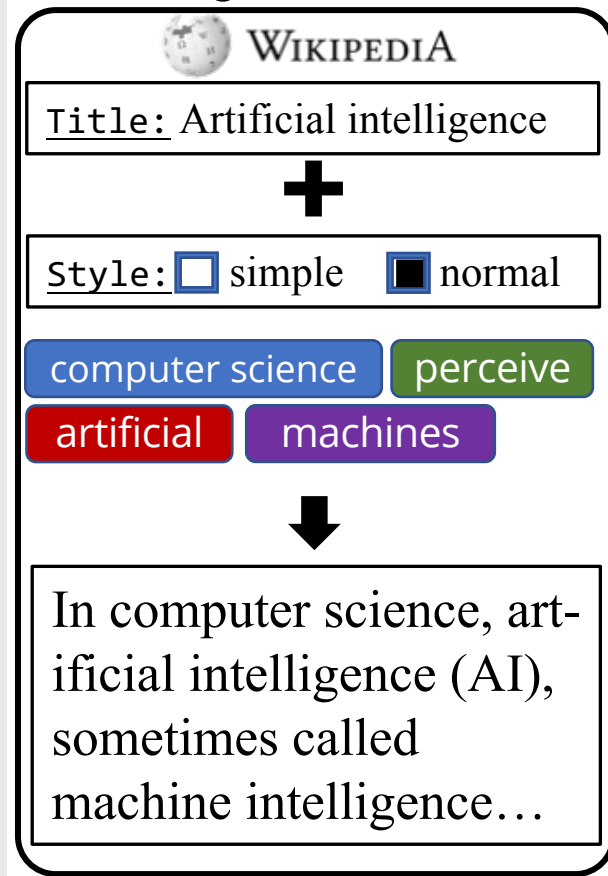 WIKIPEDIA
Title: Artificial intelligence
Style: simple normal
computer science perceive
artificial machines
In computer science, art-
ificial intelligence (AI),
sometimes called
machine intelligence…